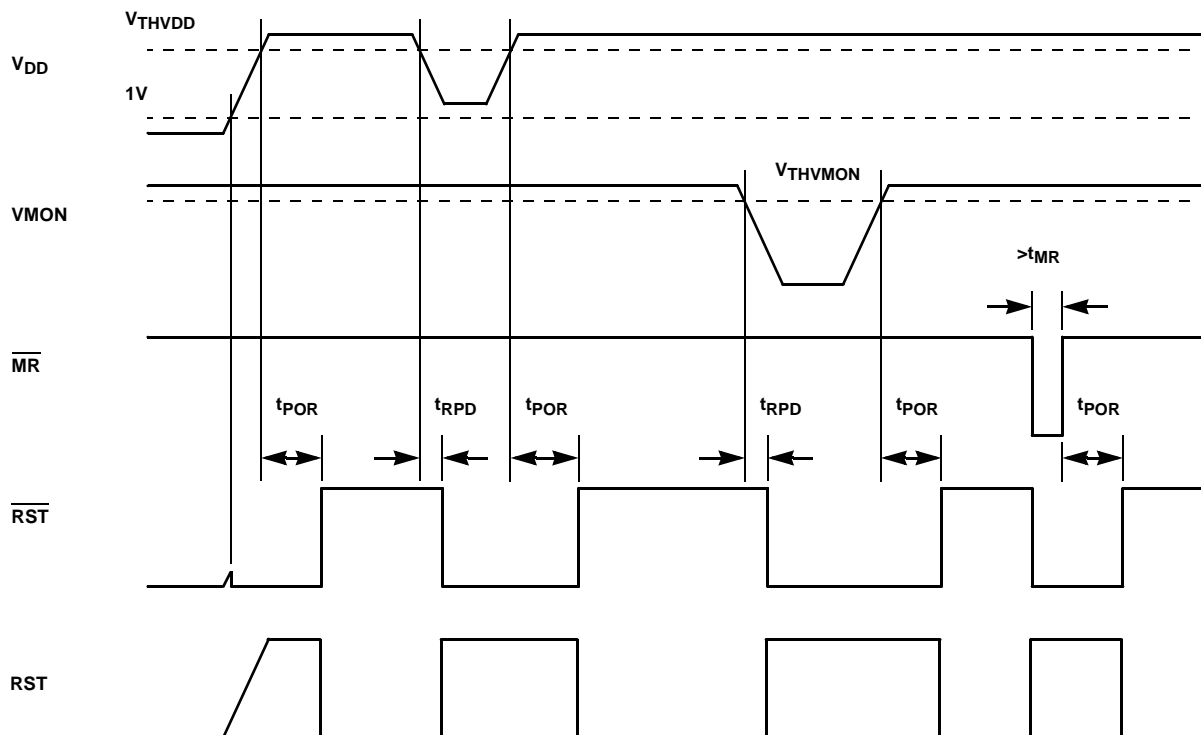 VTHVDD
VDD
1V
VTHVMON
VMON
>tMR
MR
tPOR
tRPD
tPOR
tRPD
tPOR
tPOR
RST
RST